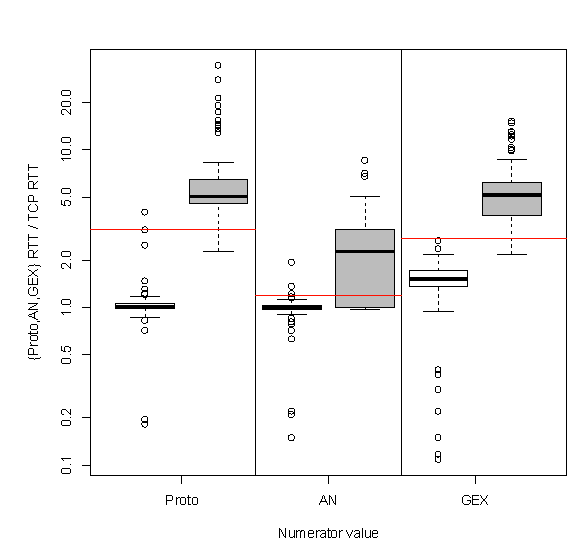 {Proto,AN,GEX} RTT / TCP RTT
20.0
10.0
5.0
2.0
1.0
0.5
0.2
0.1
Proto
AN
GEX
Numerator value